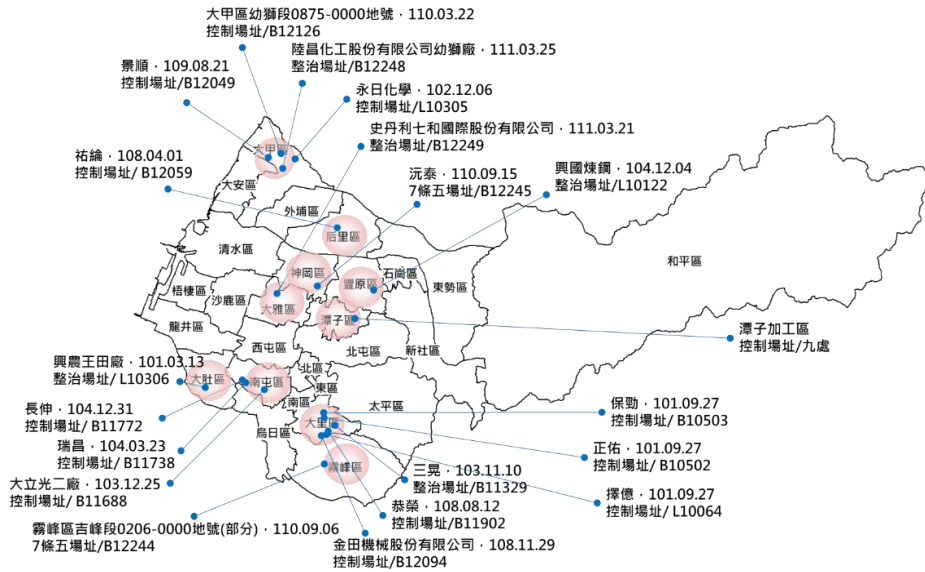 大甲區幼獅段0875-0000地號‧110.03.22
控制場址/B12126
陸昌化工股份有限公司幼獅廠‧111.03.25
整治場址/B12248
景順‧109.08.21
控制場址/B12049
永日化學‧102.12.06
控制場址/L10305
史丹利七和國際股份有限公司‧111.03.21
控制場址/B12249
祐綸‧108.04.01
控制場址/ B12059
沅泰‧110.09.15
7條五場址/B12245
興國煉鋼‧104.12.04
整治場址/L10122
大甲區
大安區
外埔區
后里區
清水區
神岡區
豐原區
石岡區
東勢區
和平區
梧棲區
沙鹿區
大雅區
潭子區
龍井區
西屯區
北屯區
新社區
潭子加工區
控制場址/九處
興農王田廠‧101.03.13
整治場址/ L10306
大肚區
南屯區
北區
東區
南區
太平區
大里區
烏日區
霧峰區
長伸‧104.12.31
控制場址/ B11772
瑞昌‧104.03.23
控制場址/ B11738
大立光二廠‧103.12.25
控制場址/ B11688
保勁‧101.09.27
控制場址/ B10503
正佑‧101.09.27
控制場址/ B10502
三晃‧103.11.10
整治場址/B11329
擇億‧101.09.27
控制場址/ L10064
恭榮‧108.08.12
控制場址/B11902
霧峰區吉峰段0206-0000地號(部分)‧110.09.06
7條五場址/B12244
金田機械股份有限公司‧108.11.29
控制場址/B12094